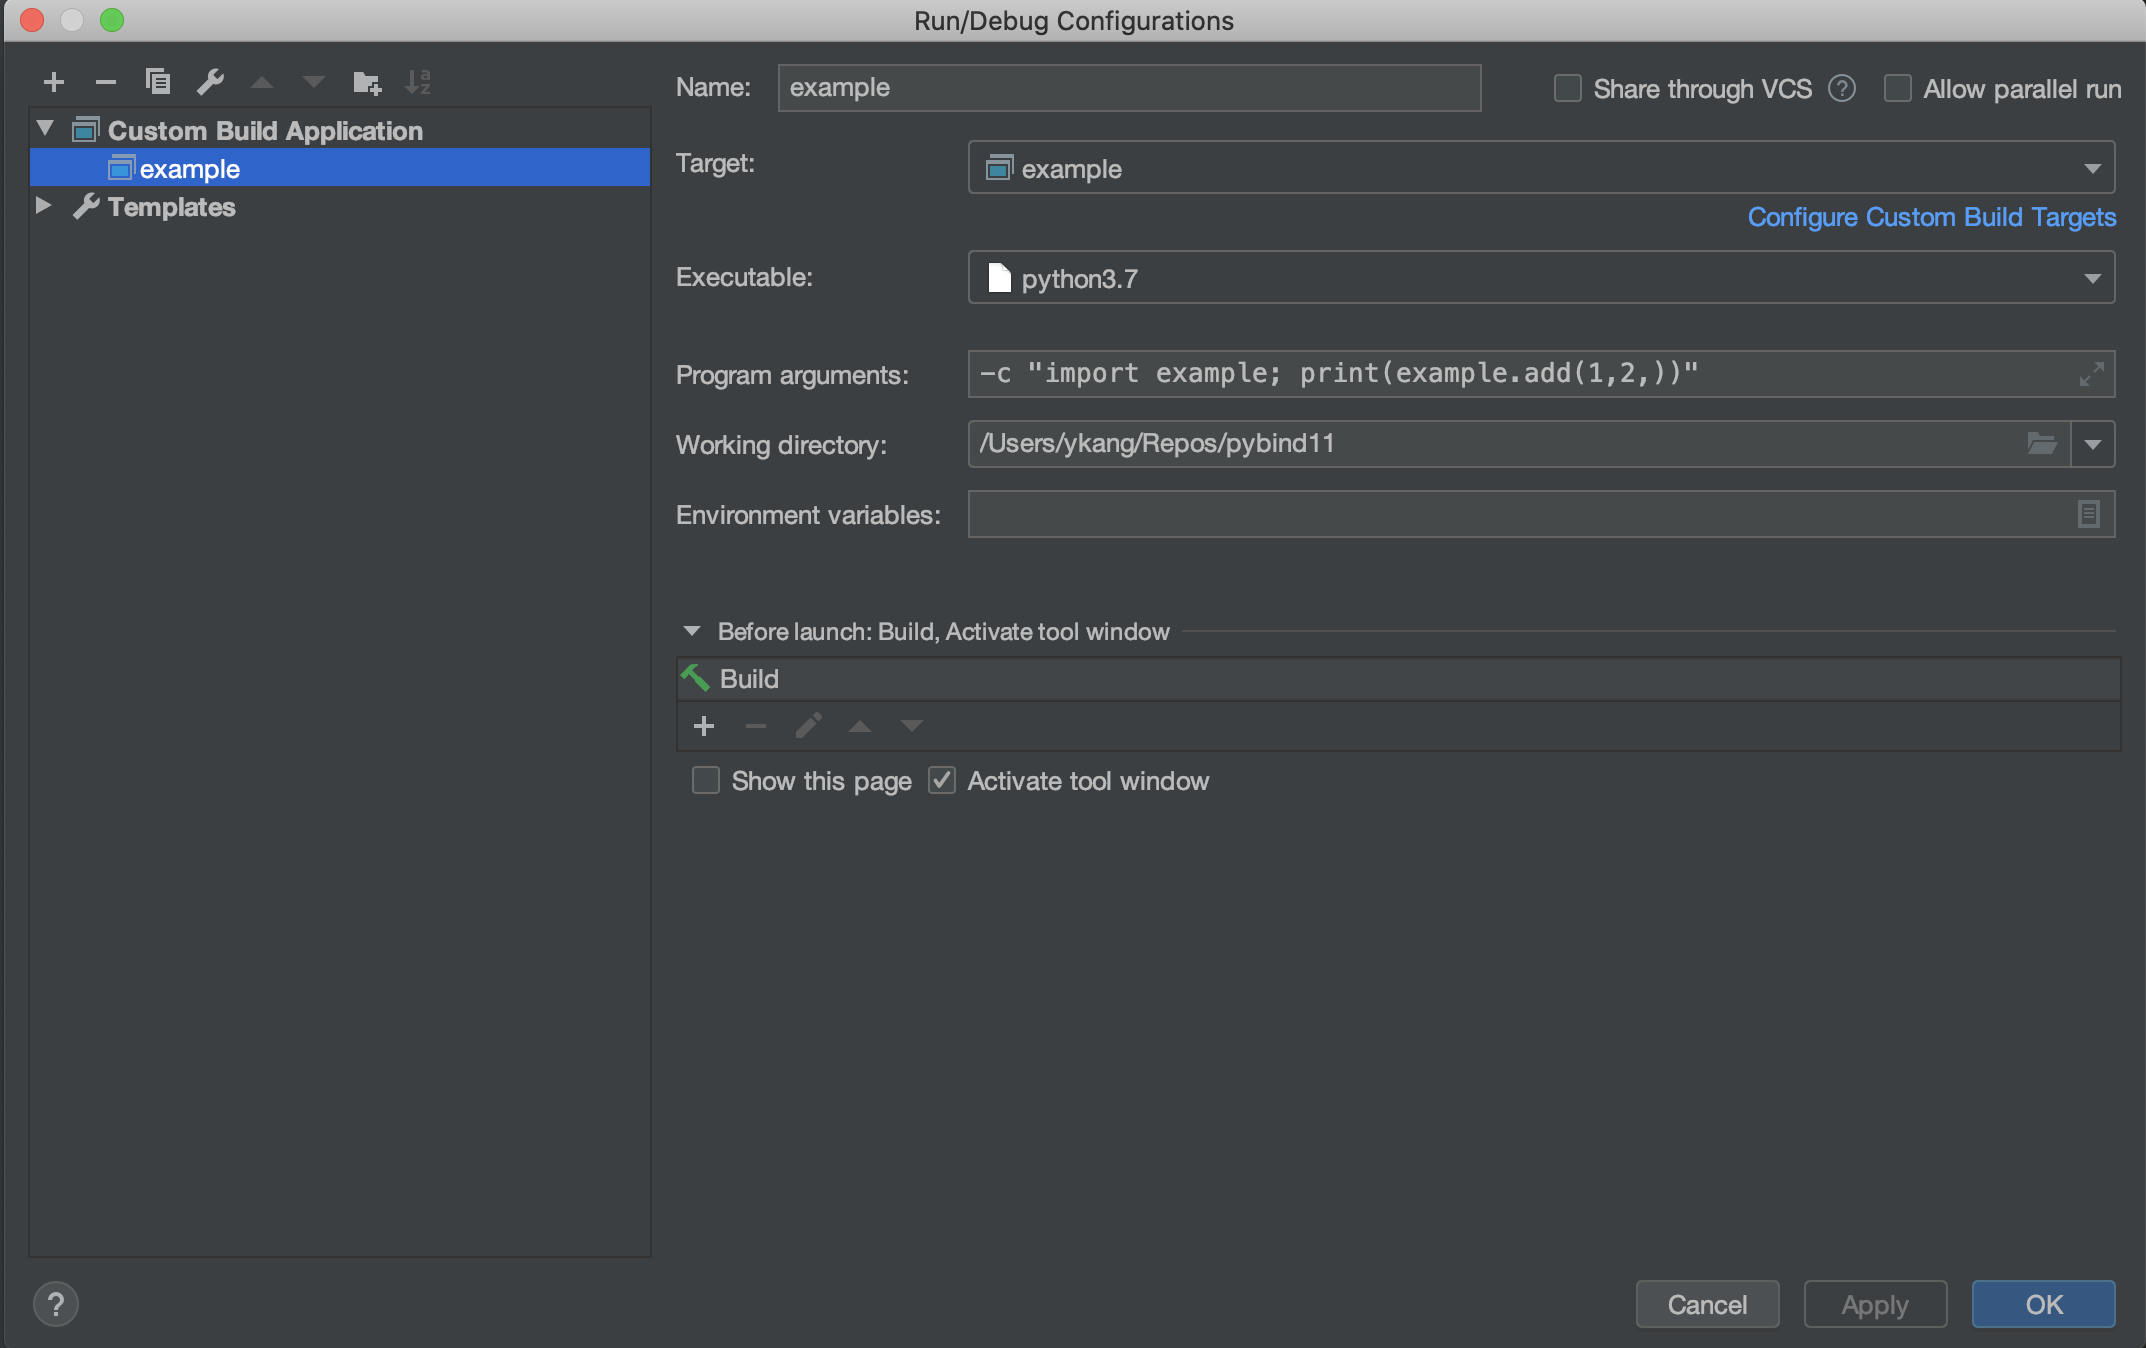 Run/Debug Configurations
Name: example Share through VCS ? Allow parallel run
Custom Build Application
example
Templates
Target: example
Configure Custom Build Targets
Executable: python3.7
Program arguments: -c "import example; print(example.add(1,2,))"
Working directory: /Users/ykang/Repos/pybind11
Environment variables:
Before launch: Build, Activate tool window
Build
Show this page Activate tool window
? Cancel Apply OK